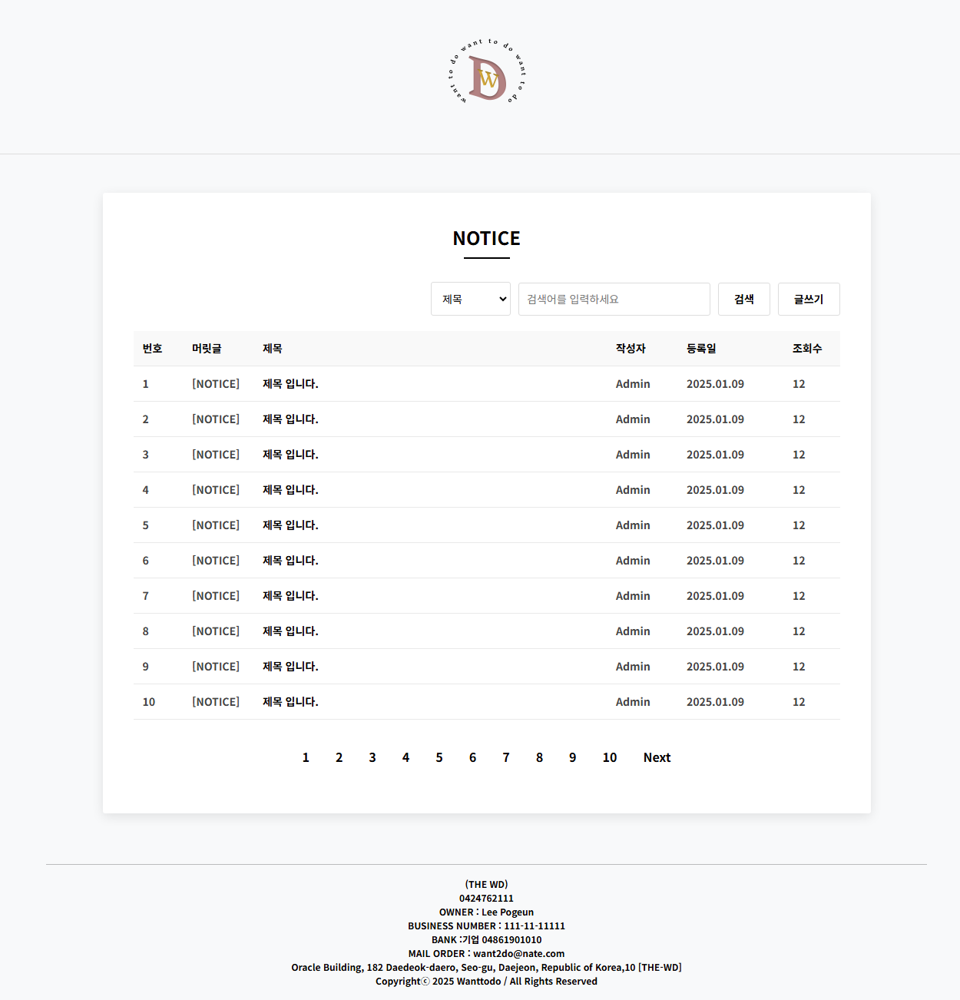 want to do want to do want to do
D
W
NOTICE
제목 검색어를 입력하세요 검색 글쓰기
번호 머릿글 제목 작성자 등록일 조회수
1 [NOTICE] 제목 입니다. Admin 2025.01.09 12
2 [NOTICE] 제목 입니다. Admin 2025.01.09 12
3 [NOTICE] 제목 입니다. Admin 2025.01.09 12
4 [NOTICE] 제목 입니다. Admin 2025.01.09 12
5 [NOTICE] 제목 입니다. Admin 2025.01.09 12
6 [NOTICE] 제목 입니다. Admin 2025.01.09 12
7 [NOTICE] 제목 입니다. Admin 2025.01.09 12
8 [NOTICE] 제목 입니다. Admin 2025.01.09 12
9 [NOTICE] 제목 입니다. Admin 2025.01.09 12
10 [NOTICE] 제목 입니다. Admin 2025.01.09 12
1 2 3 4 5 6 7 8 9 10 Next
(THE WD)
0424762111
OWNER : Lee Pogeun
BUSINESS NUMBER : 111-11-11111
BANK :기업 04861901010
MAIL ORDER : want2do@nate.com
Oracle Building, 182 Daedeok-daero, Seo-gu, Daejeon, Republic of Korea,10 [THE-WD]
Copyrightⓒ 2025 Wanttodo / All Rights Reserved